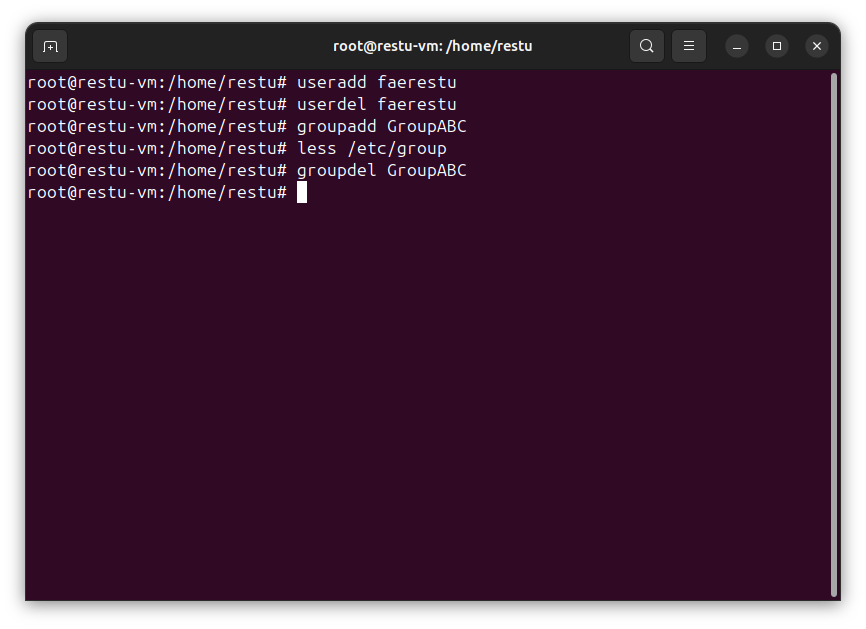 root@restu-vm: /home/restu
root@restu-vm:/home/restu# useradd faerestu
root@restu-vm:/home/restu# userdel faerestu
root@restu-vm:/home/restu# groupadd GroupABC
root@restu-vm:/home/restu# less /etc/group
root@restu-vm:/home/restu# groupdel GroupABC
root@restu-vm:/home/restu#